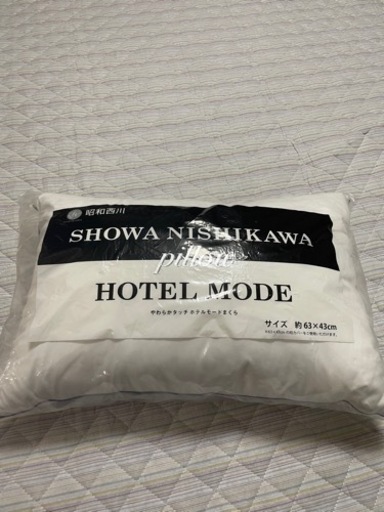 昭和西川
SHOWA NISHIKAWA
pillow
HOTEL MODE
やわらかタッチ ホテルモードまくら
サイズ 約63×43cm